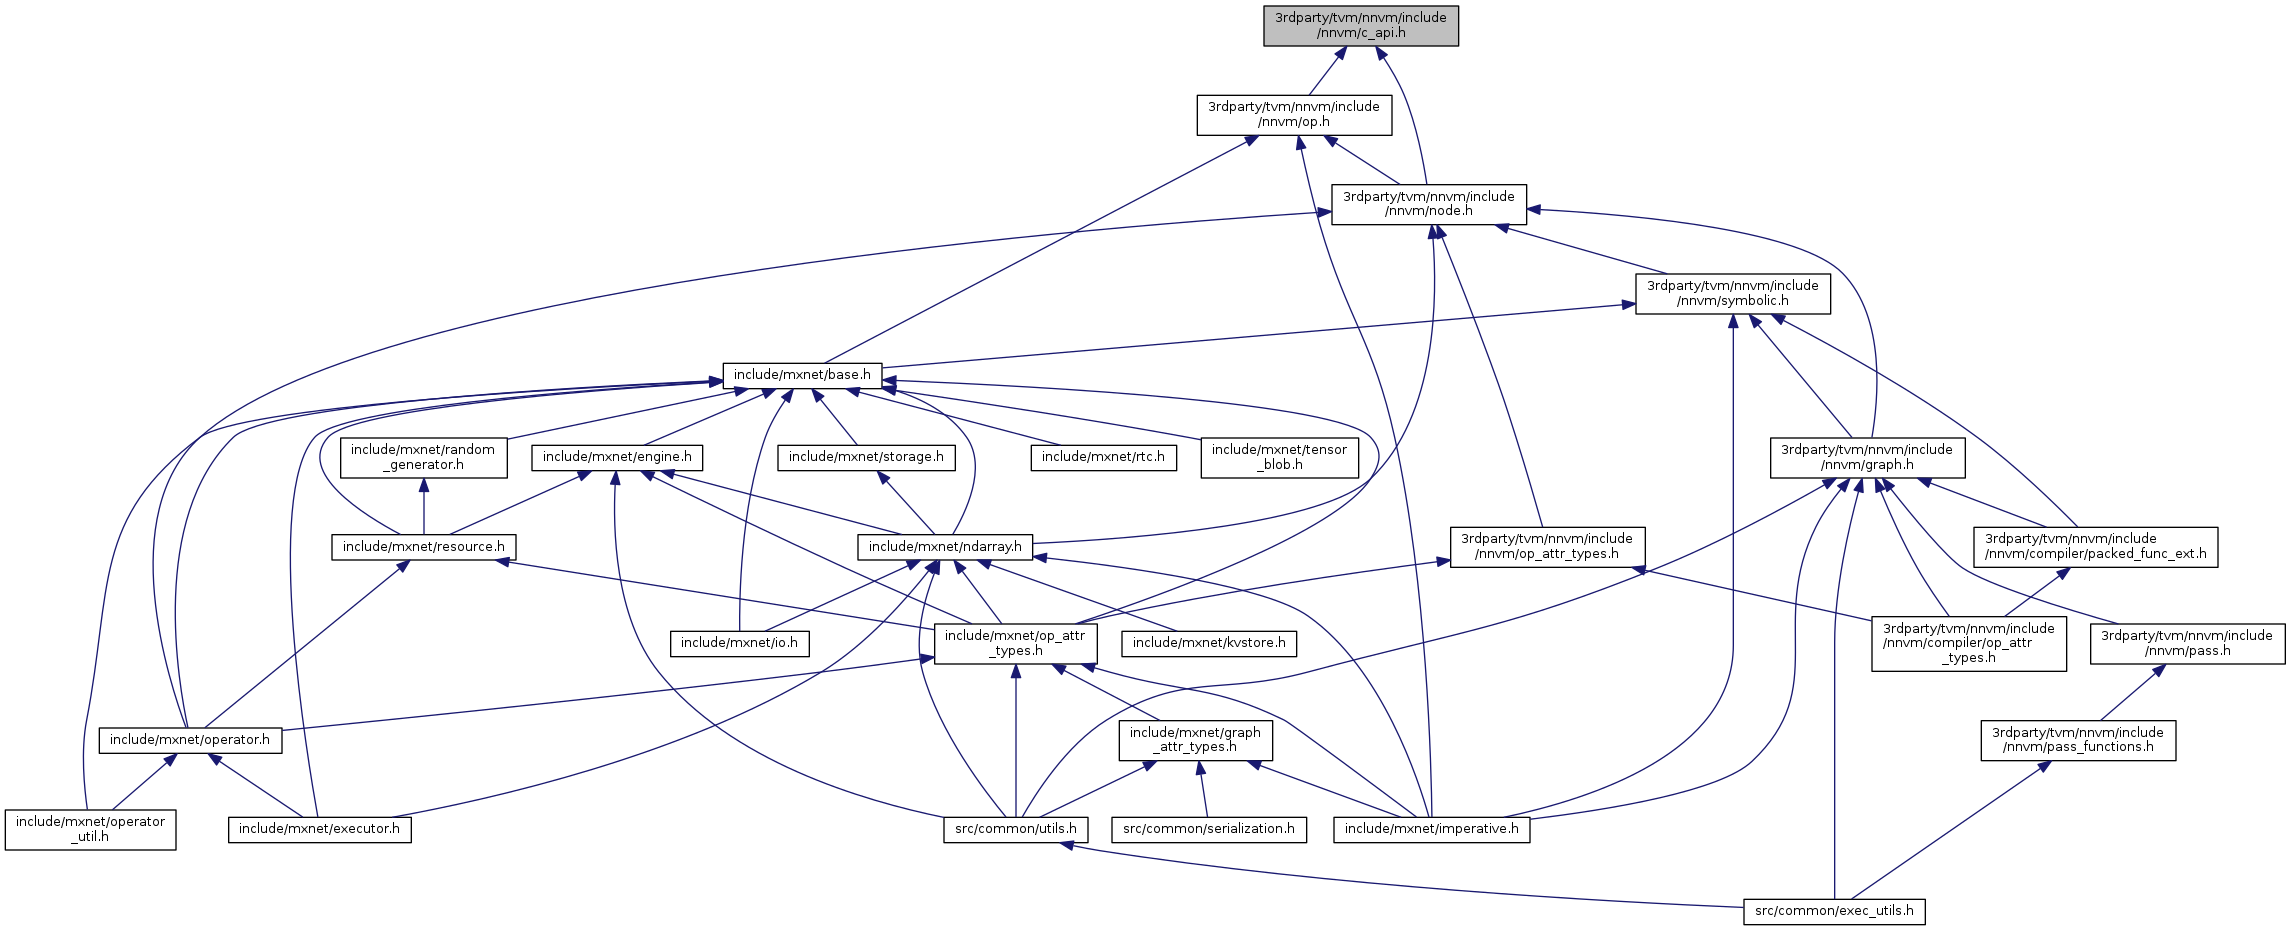 3rdparty/tvm/nnvm/include
/nnvm/c_api.h
3rdparty/tvm/nnvm/include
/nnvm/op.h
3rdparty/tvm/nnvm/include
/nnvm/node.h
3rdparty/tvm/nnvm/include
/nnvm/symbolic.h
include/mxnet/base.h
include/mxnet/random
_generator.h
include/mxnet/engine.h
include/mxnet/storage.h
include/mxnet/rtc.h
include/mxnet/tensor
_blob.h
3rdparty/tvm/nnvm/include
/nnvm/graph.h
include/mxnet/resource.h
include/mxnet/ndarray.h
3rdparty/tvm/nnvm/include
/nnvm/op_attr_types.h
3rdparty/tvm/nnvm/include
/nnvm/compiler/packed_func_ext.h
include/mxnet/io.h
include/mxnet/op_attr
_types.h
include/mxnet/kvstore.h
3rdparty/tvm/nnvm/include
/nnvm/compiler/op_attr
_types.h
3rdparty/tvm/nnvm/include
/nnvm/pass.h
include/mxnet/operator.h
include/mxnet/graph
_attr_types.h
3rdparty/tvm/nnvm/include
/nnvm/pass_functions.h
include/mxnet/operator
_util.h
include/mxnet/executor.h
src/common/utils.h
src/common/serialization.h
include/mxnet/imperative.h
src/common/exec_utils.h